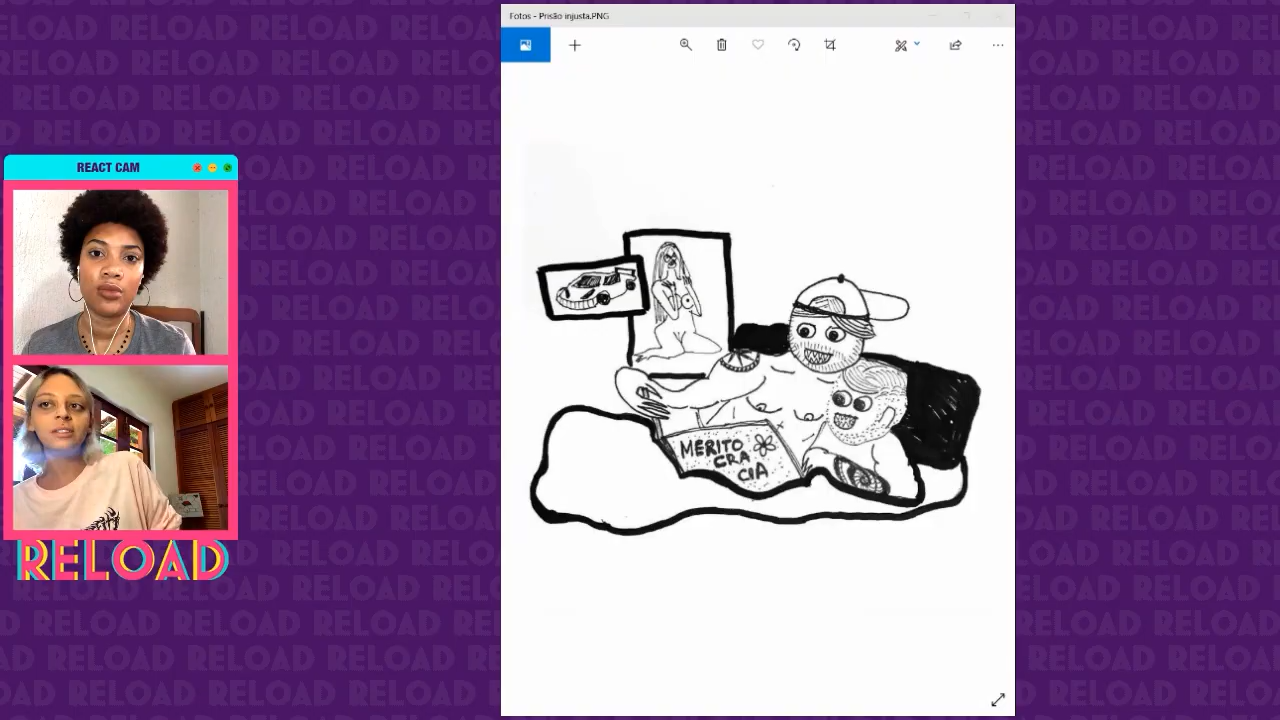 Fotos - Prisão injusta.PNG
REACT CAM
MERITO
CRA
CIA
RELOAD